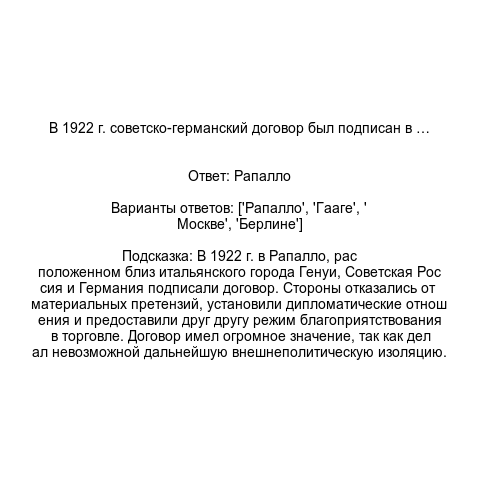 В 1922 г. советско-германский договор был подписан в …
Ответ: Рапалло
Варианты ответов: ['Рапалло', 'Гааге', '
Москве', 'Берлине']
Подсказка: В 1922 г. в Рапалло, рас
положенном близ итальянского города Генуи, Советская Рос
сия и Германия подписали договор. Стороны отказались от
материальных претензий, установили дипломатические отнош
ения и предоставили друг другу режим благоприятствования
в торговле. Договор имел огромное значение, так как дел
ал невозможной дальнейшую внешнеполитическую изоляцию.